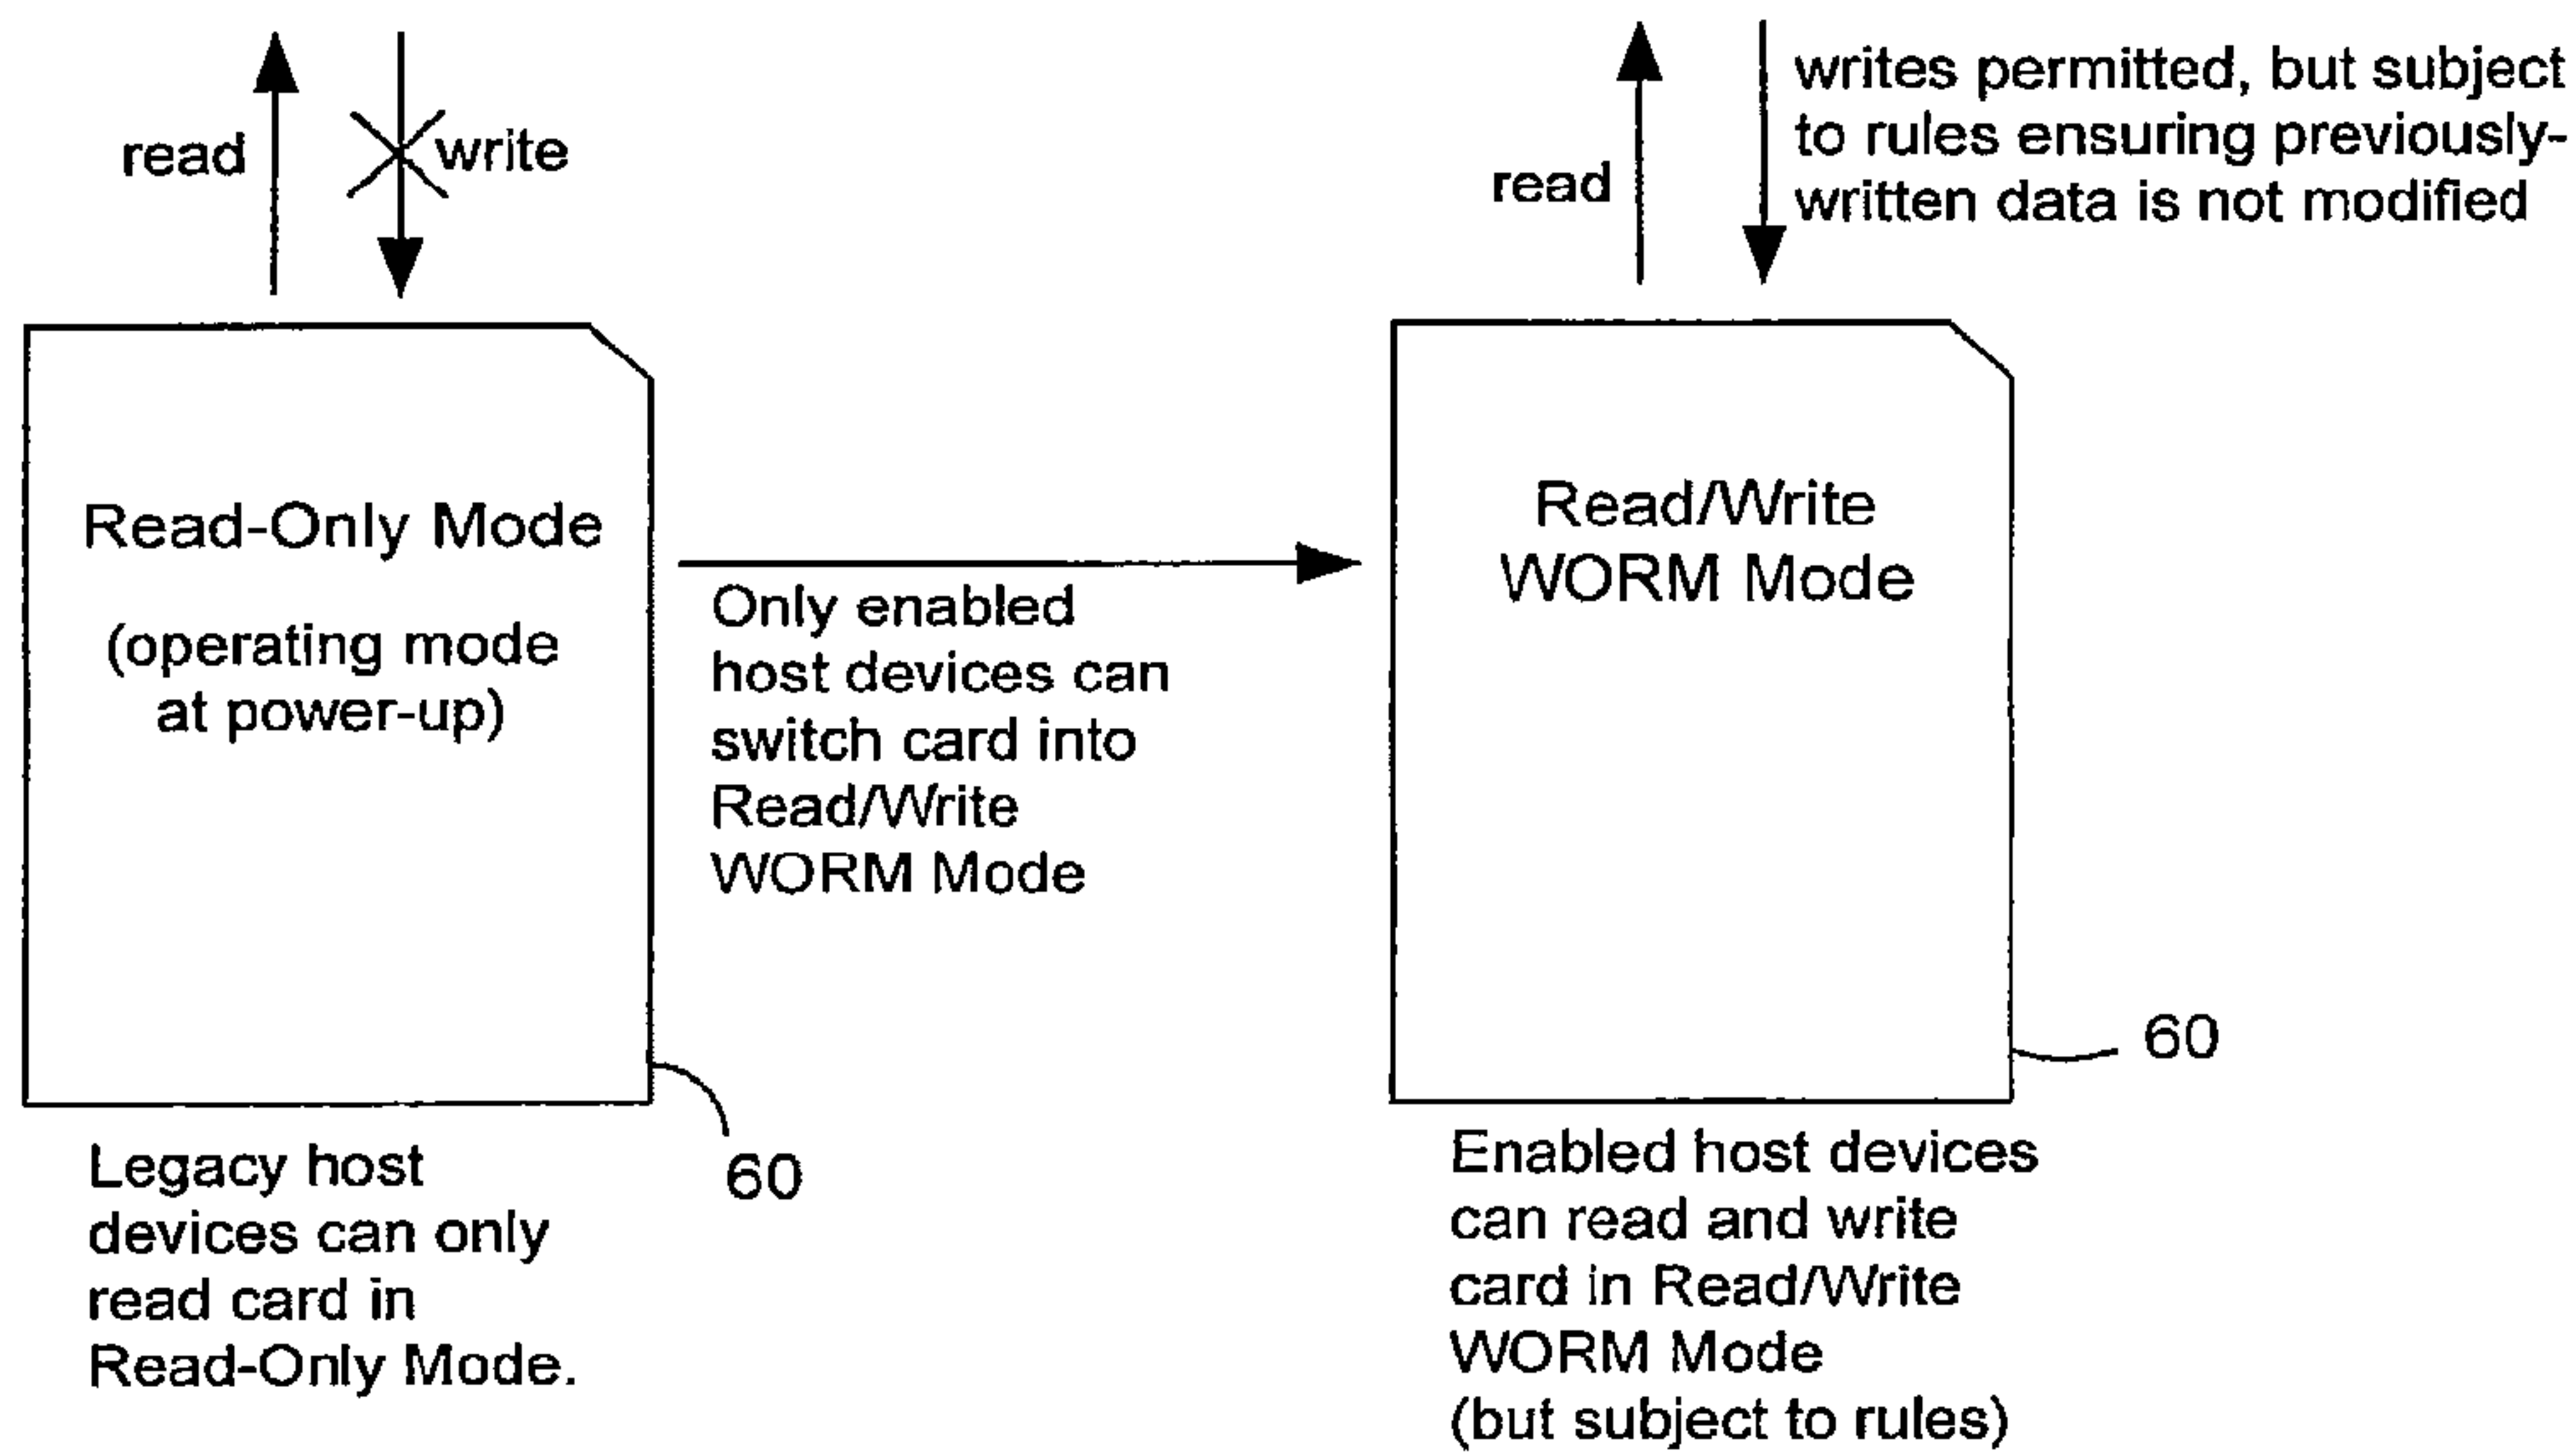 read
write
Read-Only Mode
(operating mode
at power-up)
60
Legacy host
devices can only
read card in
Read-Only Mode.
Only enabled
host devices can
switch card into
Read/Write
WORM Mode
read
writes permitted, but subject
to rules ensuring previously-
written data is not modified
Read/Write
WORM Mode
60
Enabled host devices
can read and write
card in Read/Write
WORM Mode
(but subject to rules)